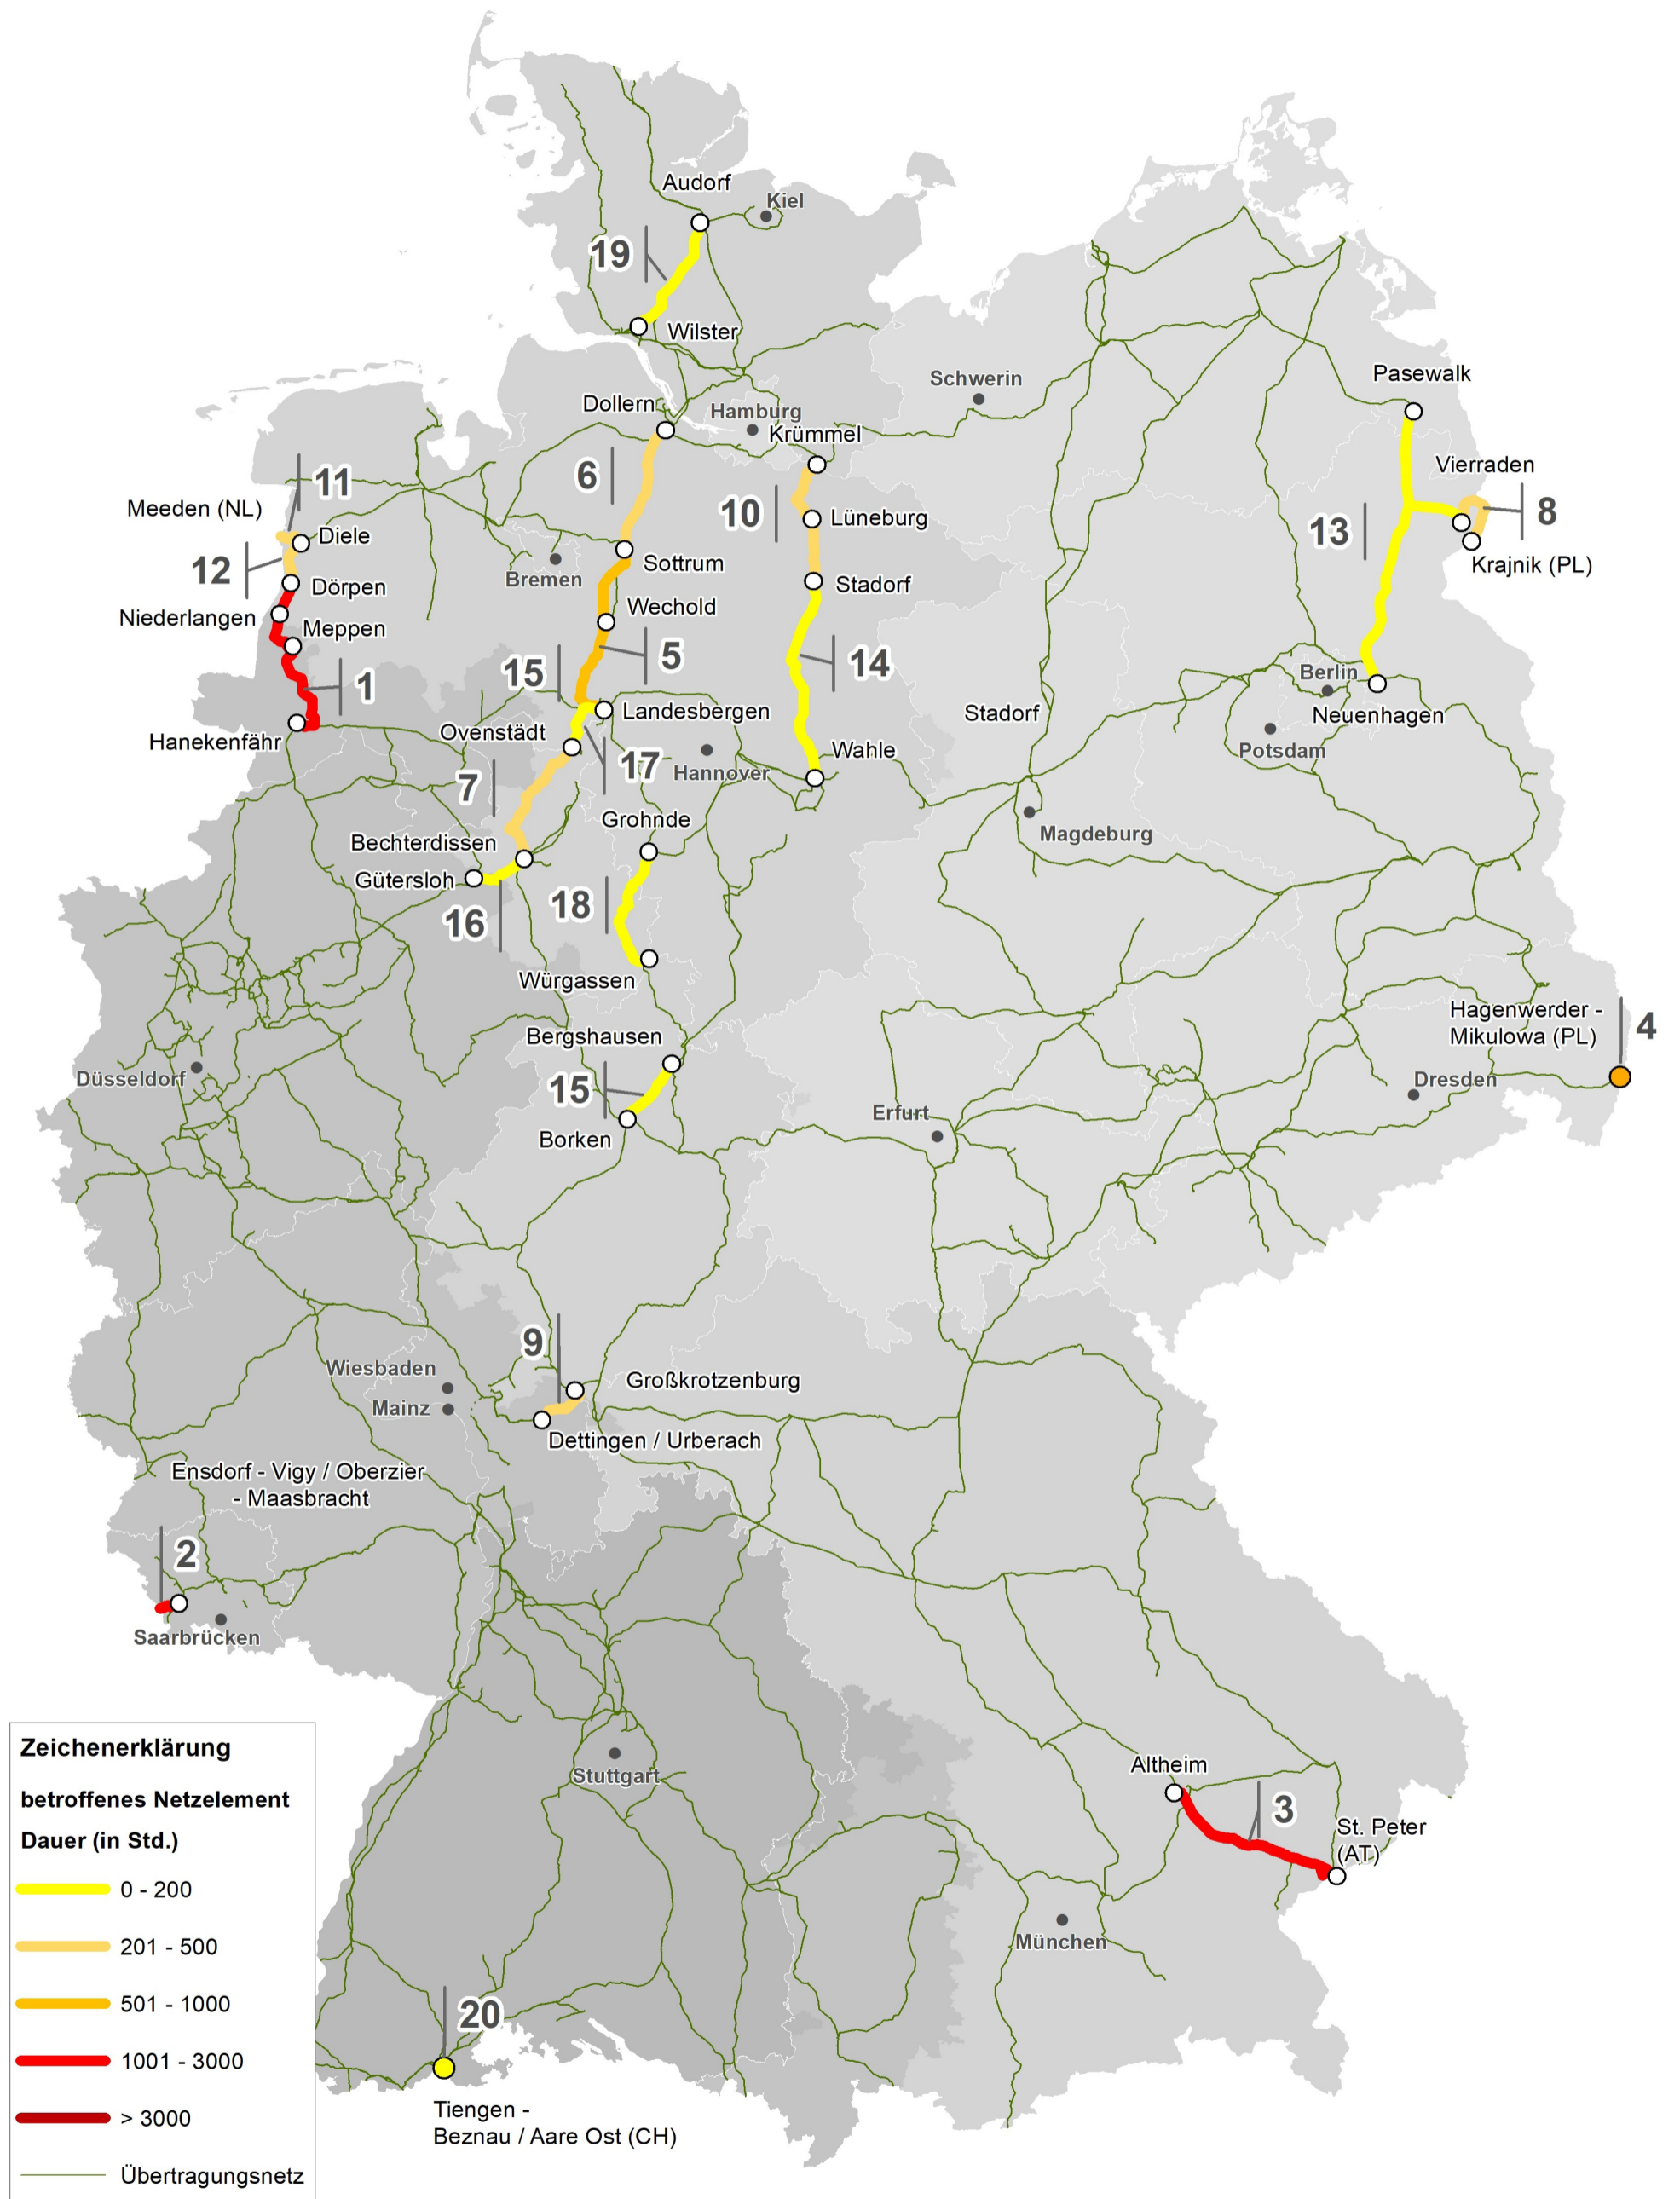 Audorf
Kiel
19
Wilster
Schwerin
Pasewalk
Dollern
Hamburg
Krümmel
6
Vierraden
11
8
Meeden (NL)
10
Lüneburg
13
Diele
12
Sottrum
Krajnik (PL)
Bremen
Dörpen
Stadorf
Niederlangen
Wechold
Meppen
5
14
15
1
Berlin
Landesbergen
Stadorf
Neuenhagen
Ovenstädt
Hanekenfähr
Wahle
Potsdam
17
Hannover
7
Grohnde
Magdeburg
Bechterdissen
Gütersloh
18
16
Würgassen
Hagenwerder -
Mikulowa (PL)
4
Bergshausen
Düsseldorf
Dresden
15
Erfurt
Borken
9
Wiesbaden
Großkrotzenburg
Mainz
Dettingen / Urberach
Ensdorf - Vigy / Oberzier
- Maasbracht
2
Saarbrücken
Stuttgart
Altheim
3
St. Peter
(AT)
München
20
Tiengen -
Beznau / Aare Ost (CH)
Zeichenerklärung
betroffenes Netzelement
Dauer (in Std.)
0 - 200
201 - 500
501 - 1000
1001 - 3000
> 3000
Übertragungsnetz